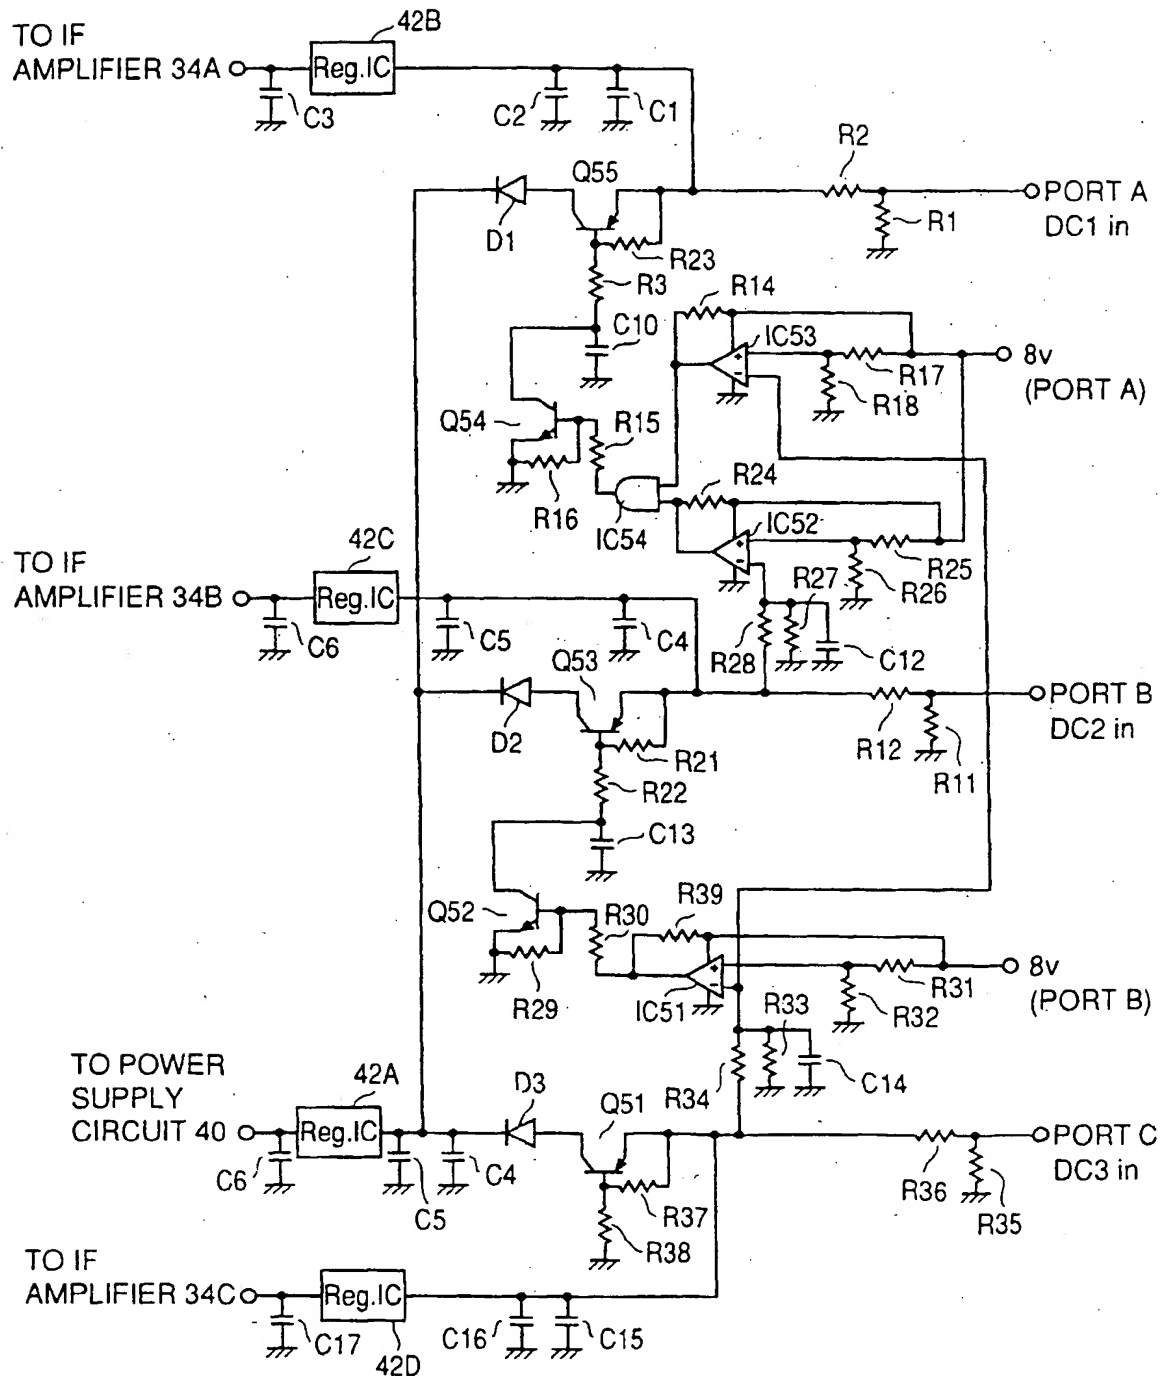 42B
TO IF
AMPLIFIER 34A
Reg.IC
C3
C2
C1
R2
Q55
PORT A
DC1 in
D1
R1
R23
R3
R14
C10
IC53
8v
(PORT A)
R17
R18
Q54
R15
R24
R16
IC54
IC52
42C
TO IF
AMPLIFIER 34B
Reg.IC
R25
R27
R26
C6
C5
C4
R28
C12
Q53
PORT B
DC2 in
D2
R12
R21
R11
R22
C13
R39
Q52
R30
8v
(PORT B)
R31
R29
IC51
R33
R32
TO POWER
SUPPLY
CIRCUIT 40
42A
Reg.IC
D3
Q51
R34
C14
PORT C
DC3 in
C6
C4
C5
R36
R37
R35
R38
TO IF
AMPLIFIER 34C
Reg.IC
C17
C16
C15
42D